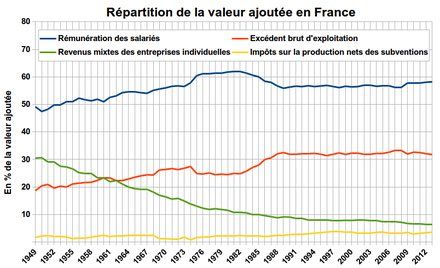 Répartition de la valeur ajoutée en France
Rémunération des salariés
Excédent brut d'exploitation
Revenus mixtes des entreprises individuelles
Impôts sur la production nets des subventions
En % de la valeur ajoutée
80
70
60
50
40
30
20
10
0
1949 1952 1955 1958 1961 1964 1967 1970 1973 1976 1979 1982 1985 1988 1991 1994 1997 2000 2003 2006 2009 2012